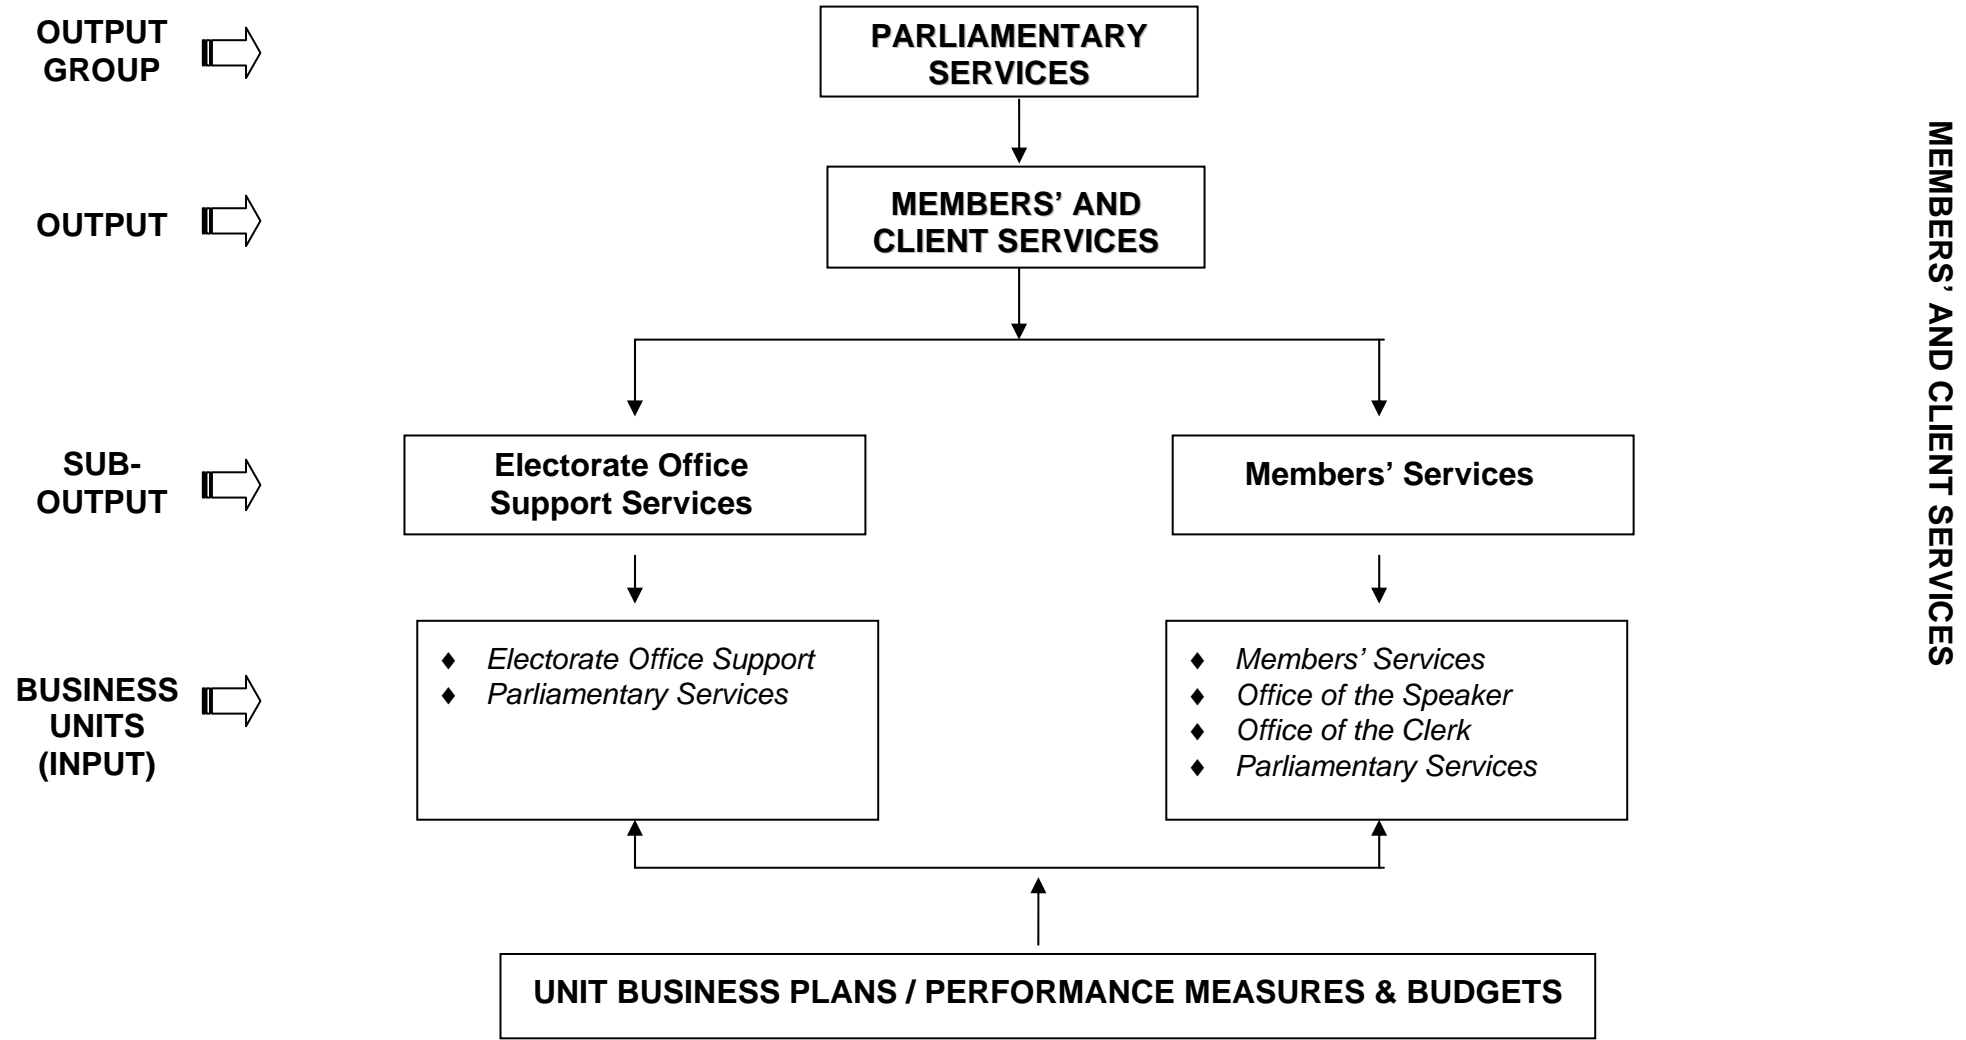 OUTPUT
GROUP
PARLIAMENTARY
SERVICES
OUTPUT
MEMBERS’ AND
CLIENT SERVICES
SUB-
OUTPUT
Electorate Office
Support Services
Members’ Services
BUSINESS
UNITS
(INPUT)
♦ Electorate Office Support
♦ Parliamentary Services
♦ Members’ Services
♦ Office of the Speaker
♦ Office of the Clerk
♦ Parliamentary Services
UNIT BUSINESS PLANS / PERFORMANCE MEASURES & BUDGETS
MEMBERS’ AND CLIENT SERVICES